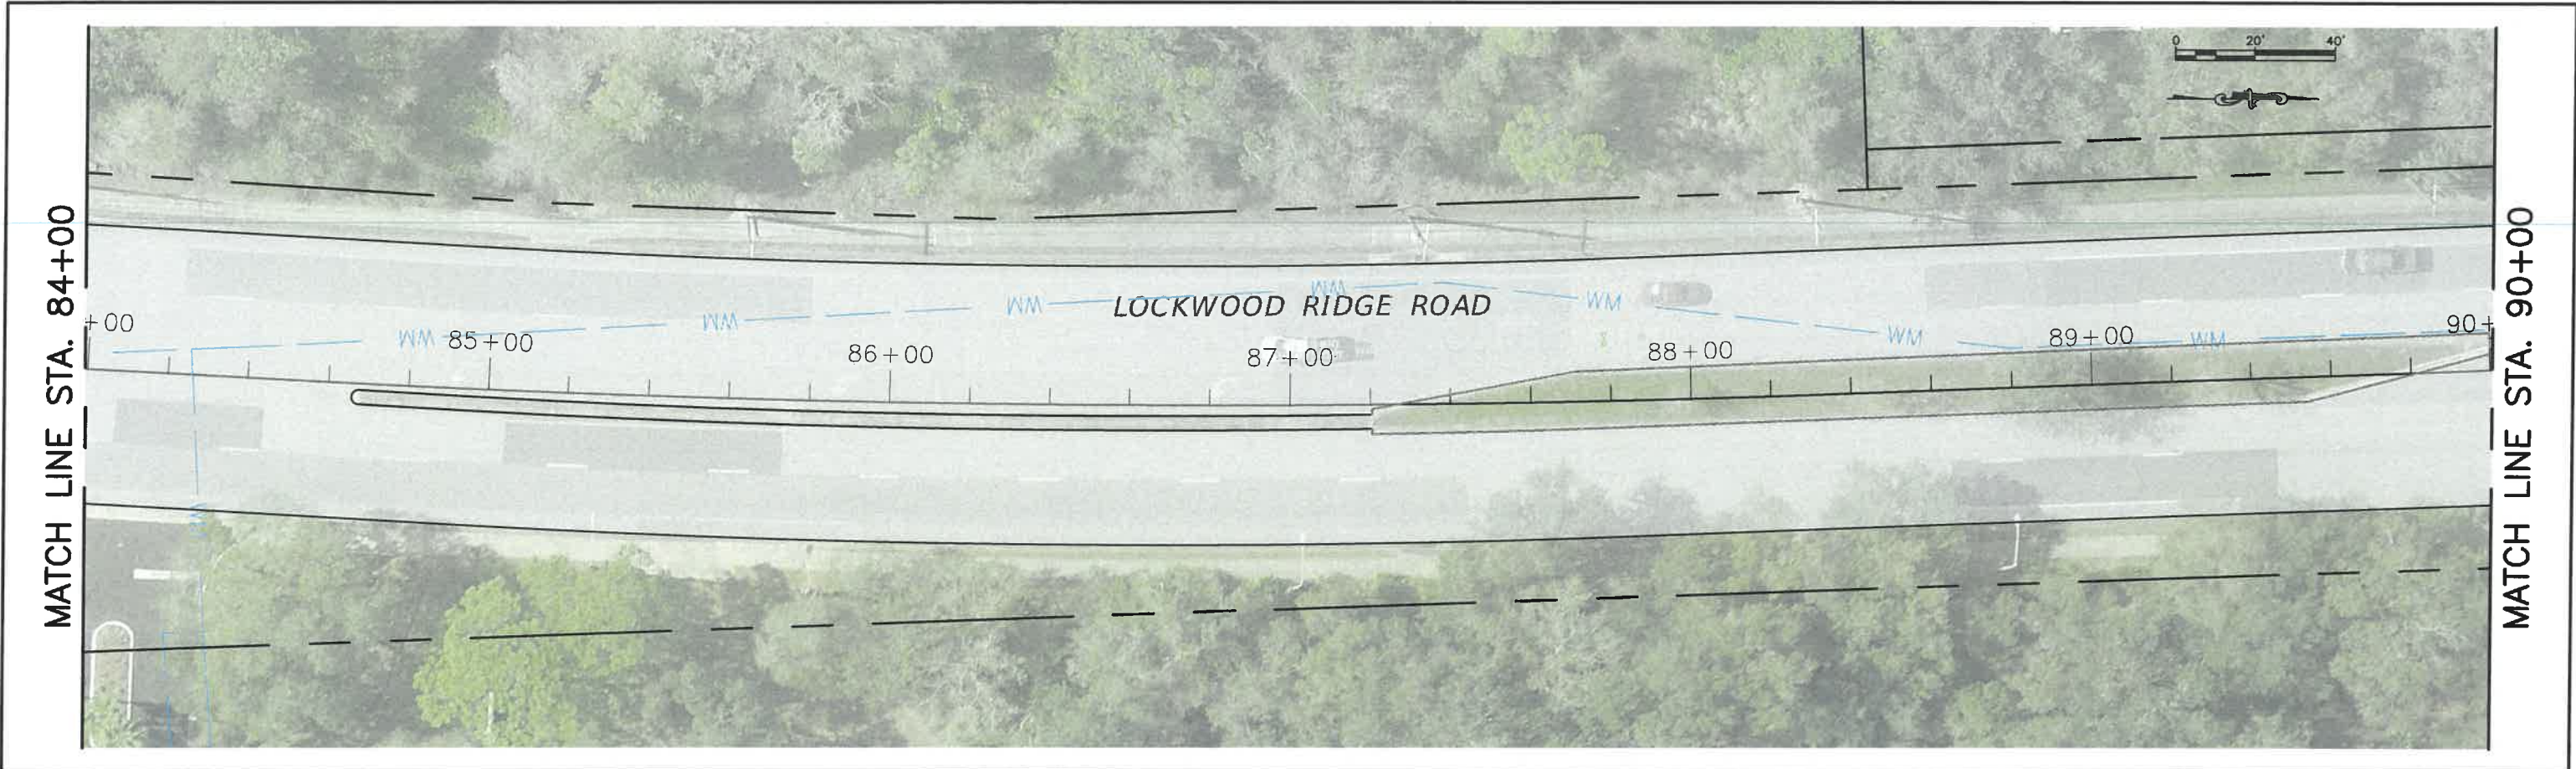 0 20' 40'
MATCH LINE STA. 84+00
MATCH LINE STA. 90+00
LOCKWOOD RIDGE ROAD
+00
85+00
86+00
87+00
88+00
89+00
90+
WM
WM
WM
WM
WM
WM
WM
WM